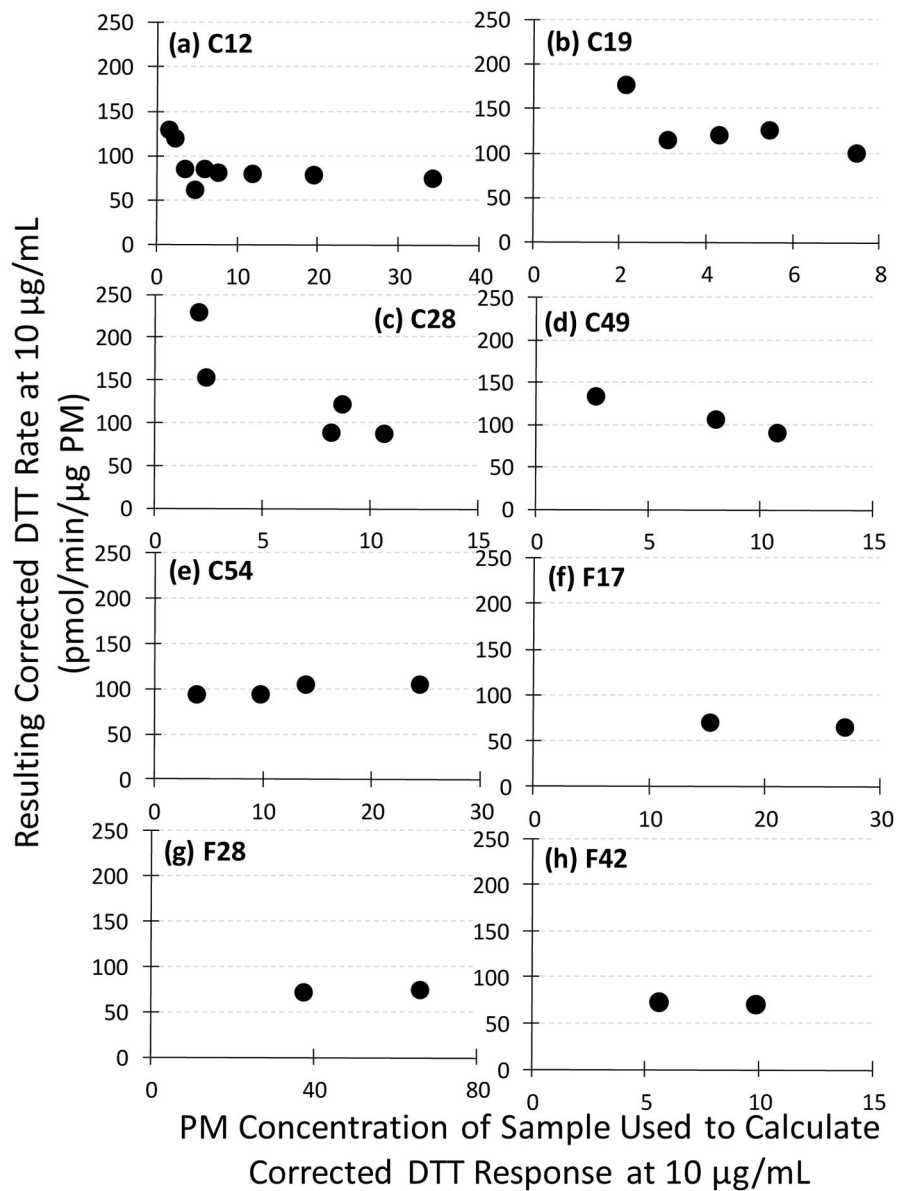 Resulting Corrected DTT Rate at 10 µg/mL
(pmol/min/µg PM)
(a) C12
250
200
150
100
50
0
0 10 20 30 40
(b) C19
250
200
150
100
50
0
0 2 4 6 8
(c) C28
250
200
150
100
50
0
0 5 10 15
(d) C49
250
200
150
100
50
0
0 5 10 15
(e) C54
250
200
150
100
50
0
0 10 20 30
(f) F17
250
200
150
100
50
0
0 10 20 30
(g) F28
250
200
150
100
50
0
0 40 80
(h) F42
250
200
150
100
50
0
0 5 10 15
PM Concentration of Sample Used to Calculate
Corrected DTT Response at 10 µg/mL